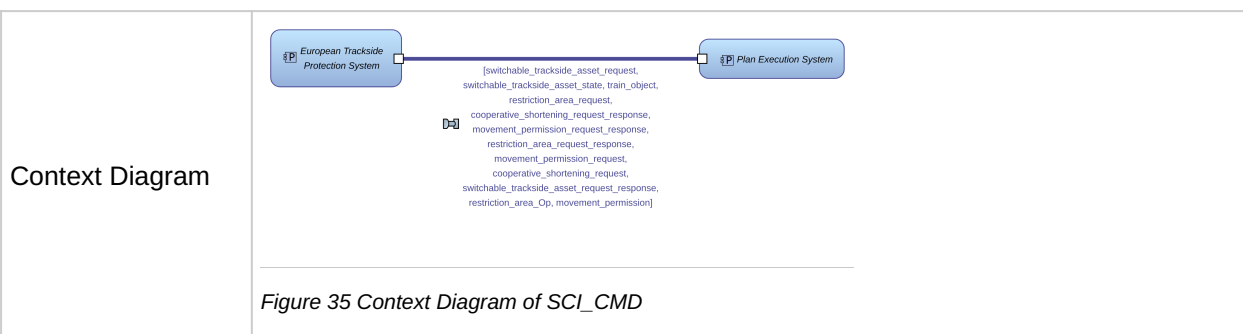 Context Diagram
European Trackside
Protection System
Plan Execution System
[switchable_trackside_asset_request,
switchable_trackside_asset_state, train_object,
restriction_area_request,
cooperative_shortening_request_response,
movement_permission_request_response,
restriction_area_request_response,
movement_permission_request,
cooperative_shortening_request,
switchable_trackside_asset_request_response,
restriction_area_Op, movement_permission]
Figure 35 Context Diagram of SCI_CMD